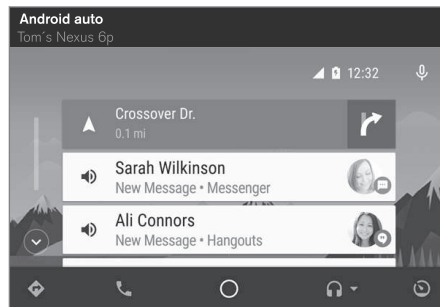 Android auto
Tom´s Nexus 6p
12:32
Crossover Dr.
0.1 mi
Sarah Wilkinson
New Message • Messenger
Ali Connors
New Message • Hangouts